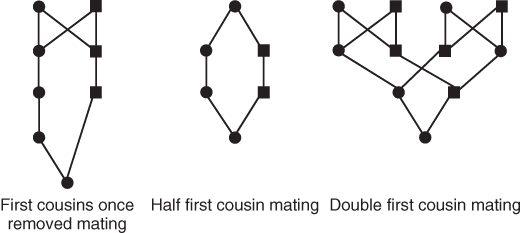 First cousins once removed mating
Half first cousin mating
Double first cousin mating